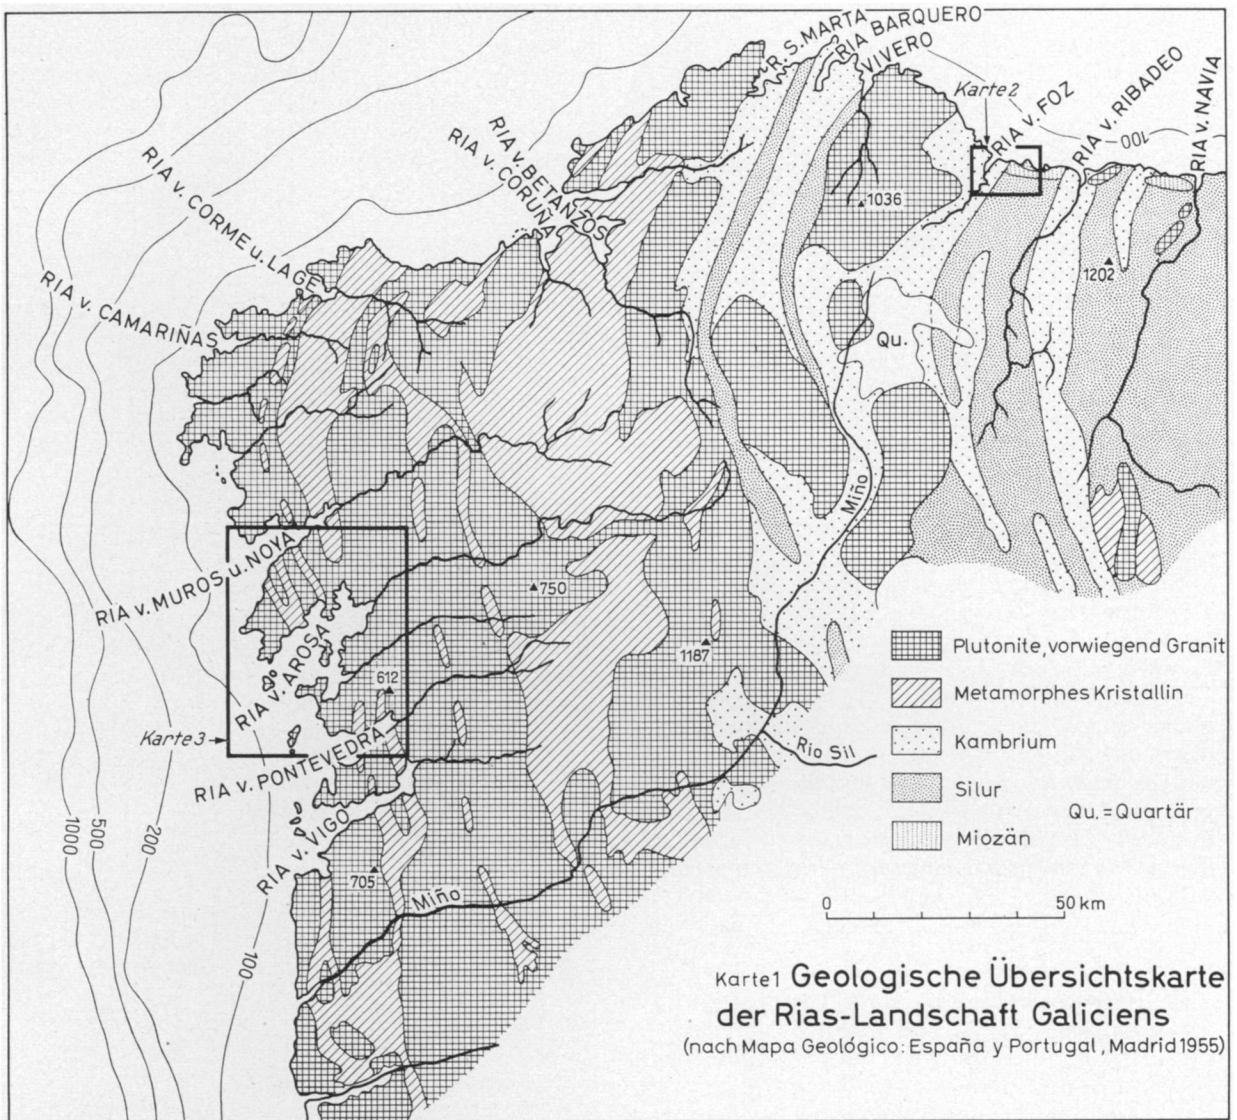 R. S. MARTA
RIA BARQUERO
VIVERO
Karte 2
RIA v. FOZ
RIA v. RIBADEO
100
RIA v. NAVIA
RIA v. BETANZOS
RIA v. CORUÑA
RIA v. CORME u. LAGE
RIA v. CAMARIÑAS
1036
1202
Qu.
Miño
RIA v. MUROS u. NOYA
750
1187
RIA v. AROSA
612
Karte 3
RIA v. PONTEVEDRA
Rio Sil
RIA v. VIGO
705
Miño
1000
500
200
100
Plutonite, vorwiegend Granit
Metamorphes Kristallin
Kambrium
Silur
Qu. = Quartär
Miozän
0 50 km
Karte 1 Geologische Übersichtskarte
der Rias-Landschaft Galiciens
(nach Mapa Geológico: España y Portugal, Madrid 1955)